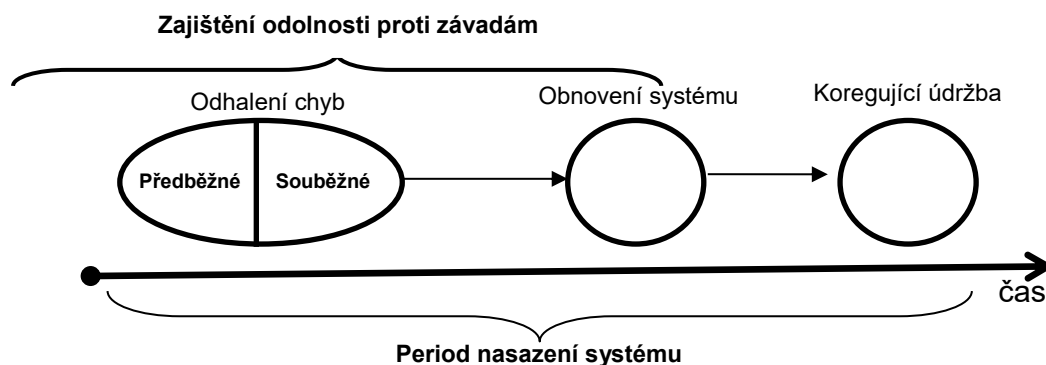 Zajištění odolnosti proti závadám
Odhalení chyb
Obnovení systému
Koregující údržba
Předběžné
Souběžné
čas
Period nasazení systému